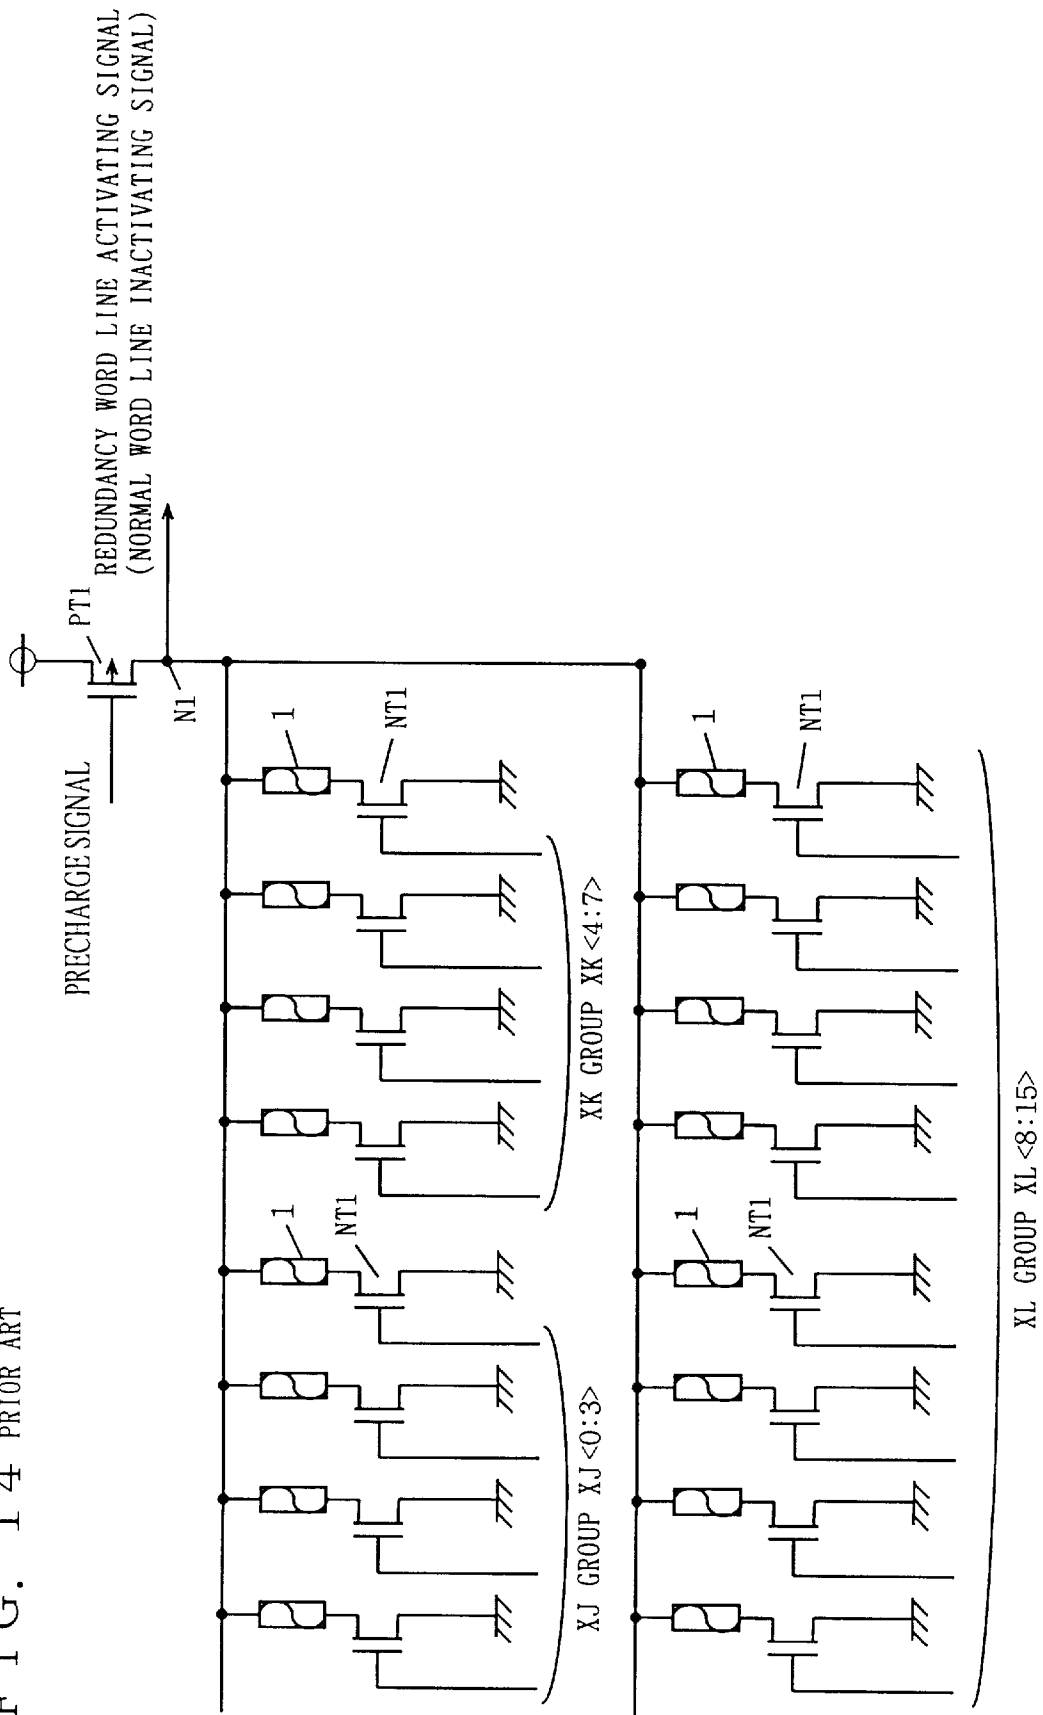 FIG. 14 PRIOR ART
REDUNDANCY WORD LINE ACTIVATING SIGNAL
(NORMAL WORD LINE INACTIVATING SIGNAL)
PT1
PRECHARGE SIGNAL
N1
1
NT1
1
NT1
XJ GROUP XJ<0:3>
XK GROUP XK<4:7>
1
NT1
1
NT1
XL GROUP XL<8:15>